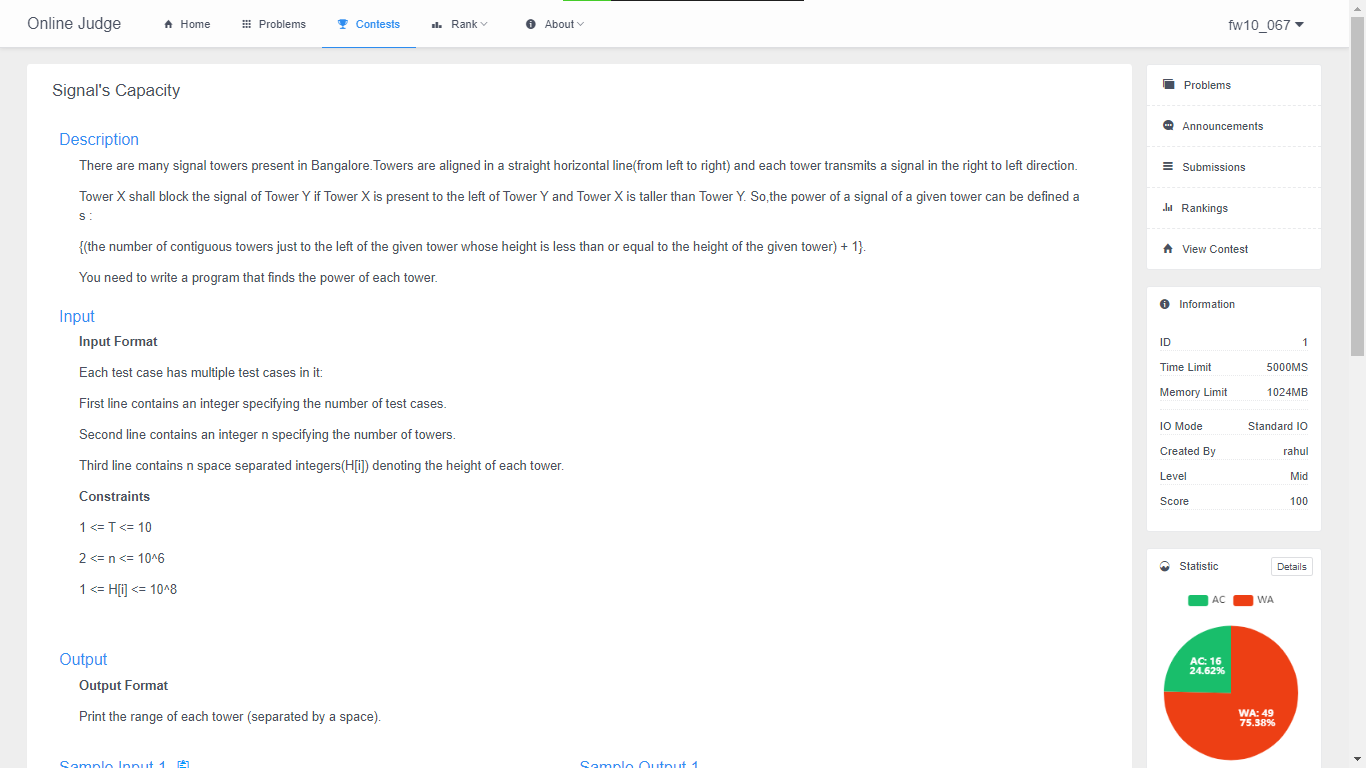 Online Judge
Home
Problems
Contests
Rank
About
fw10_067
Signal's Capacity
Description
There are many signal towers present in Bangalore.Towers are aligned in a straight horizontal line(from left to right) and each tower transmits a signal in the right to left direction.
Tower X shall block the signal of Tower Y if Tower X is present to the left of Tower Y and Tower X is taller than Tower Y. So,the power of a signal of a given tower can be defined a
s :
{(the number of contiguous towers just to the left of the given tower whose height is less than or equal to the height of the given tower) + 1}.
You need to write a program that finds the power of each tower.
Input
Input Format
Each test case has multiple test cases in it:
First line contains an integer specifying the number of test cases.
Second line contains an integer n specifying the number of towers.
Third line contains n space separated integers(H[i]) denoting the height of each tower.
Constraints
1 <= T <= 10
2 <= n <= 10^6
1 <= H[i] <= 10^8
Output
Output Format
Print the range of each tower (separated by a space).
Sample Input 1
Sample Output 1
Problems
Announcements
Submissions
Rankings
View Contest
Information
ID 1
Time Limit 5000MS
Memory Limit 1024MB
IO Mode Standard IO
Created By rahul
Level Mid
Score 100
Statistic Details
AC WA
AC: 16
24.62%
WA: 49
75.38%